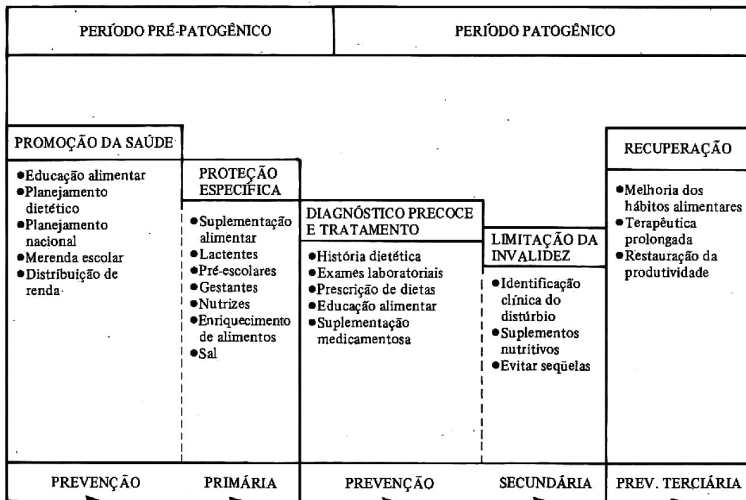 PERÍODO PRÉ-PATOGÊNICO
PERÍODO PATOGÊNICO
PROMOÇÃO DA SAÚDE
●Educação alimentar
●Planejamento
dietético
●Planejamento
nacional
●Merenda escolar
●Distribuição de
renda
PROTEÇÃO
ESPECÍFICA
●Suplementação
alimentar
●Lactentes
●Pré-escolares
●Gestantes
●Nutrizes
●Enriquecimento
de alimentos
●Sal
DIAGNÓSTICO PRECOCE
E TRATAMENTO
●História dietética
●Exames laboratoriais
●Prescrição de dietas
●Educação alimentar
●Suplementação
medicamentosa
LIMITAÇÃO DA
INVALIDEZ
●Identificação
clínica do
distúrbio
●Suplementos
nutritivos
●Evitar seqüelas
RECUPERAÇÃO
●Melhoria dos
hábitos alimentares
●Terapêutica
prolongada
●Restauração da
produtividade
PREVENÇÃO
PRIMÁRIA
PREVENÇÃO
SECUNDÁRIA
PREV. TERCIÁRIA